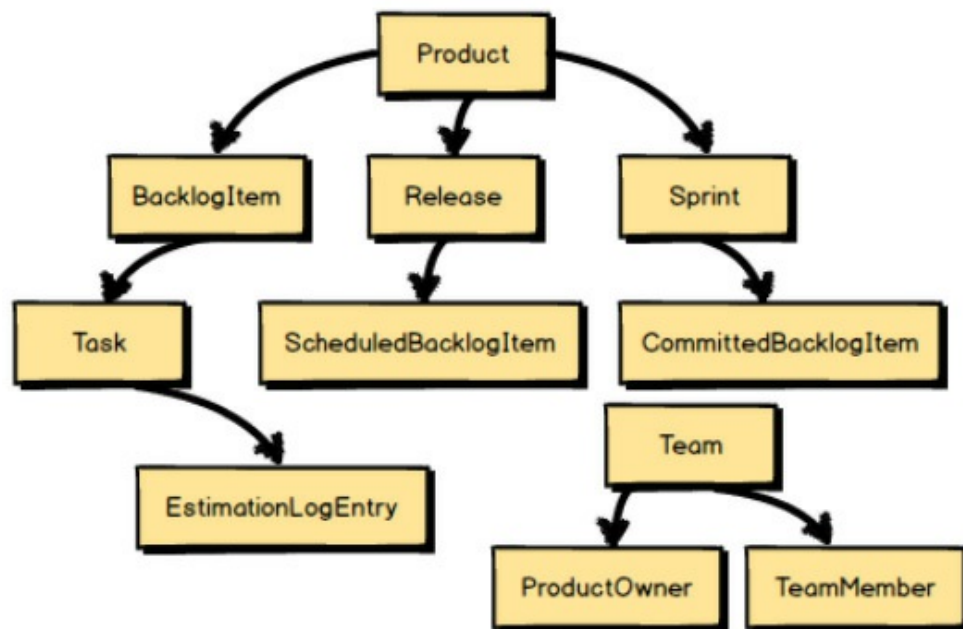 Product
BacklogItem
Release
Sprint
Task
ScheduledBacklogItem
CommittedBacklogItem
Team
EstimationLogEntry
ProductOwner
TeamMember